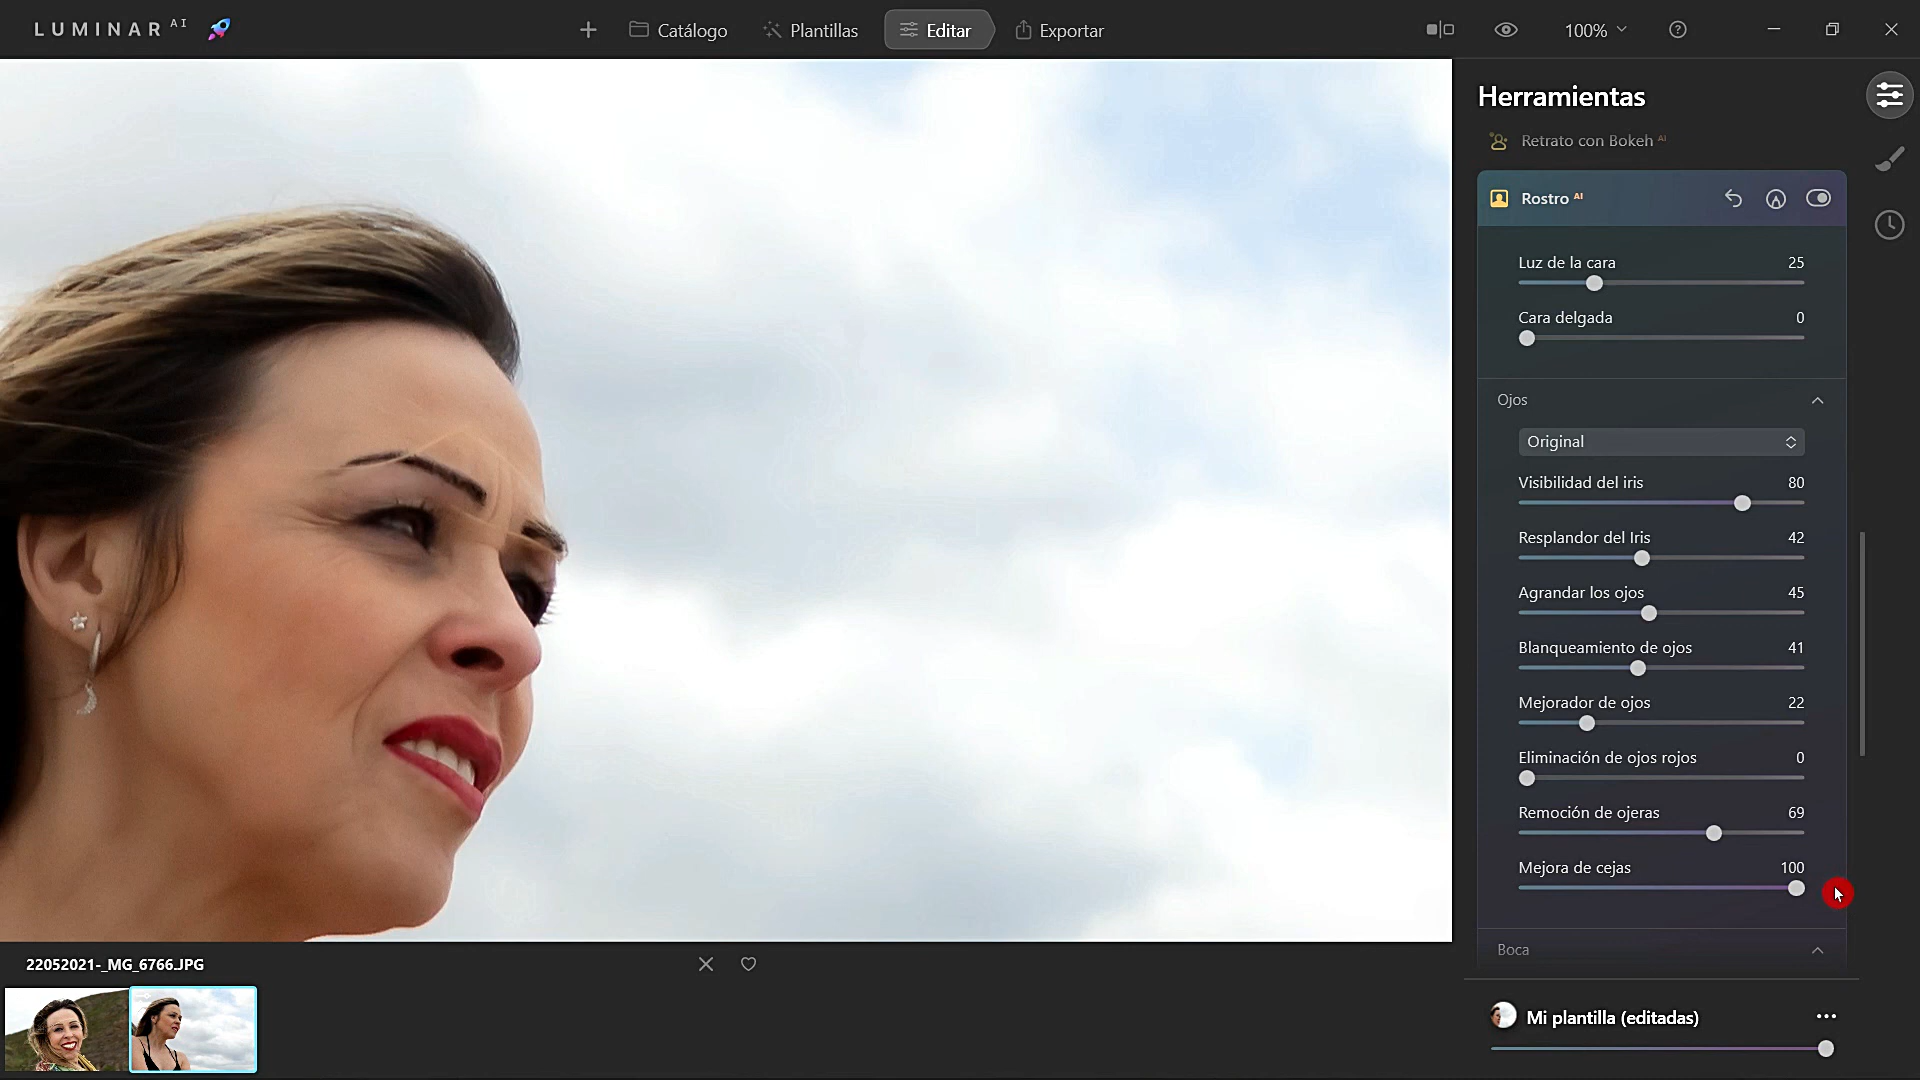 LUMINAR AI
Catálogo
Plantillas
Editar
Exportar
100%
Herramientas
Retrato con Bokeh AI
Rostro AI
Luz de la cara 25
Cara delgada 0
Ojos
Original
Visibilidad del iris 80
Resplandor del Iris 42
Agrandar los ojos 45
Blanqueamiento de ojos 41
Mejorador de ojos 22
Eliminación de ojos rojos 0
Remoción de ojeras 69
Mejora de cejas 100
Boca
22052021-_MG_6766.JPG
Mi plantilla (editadas)